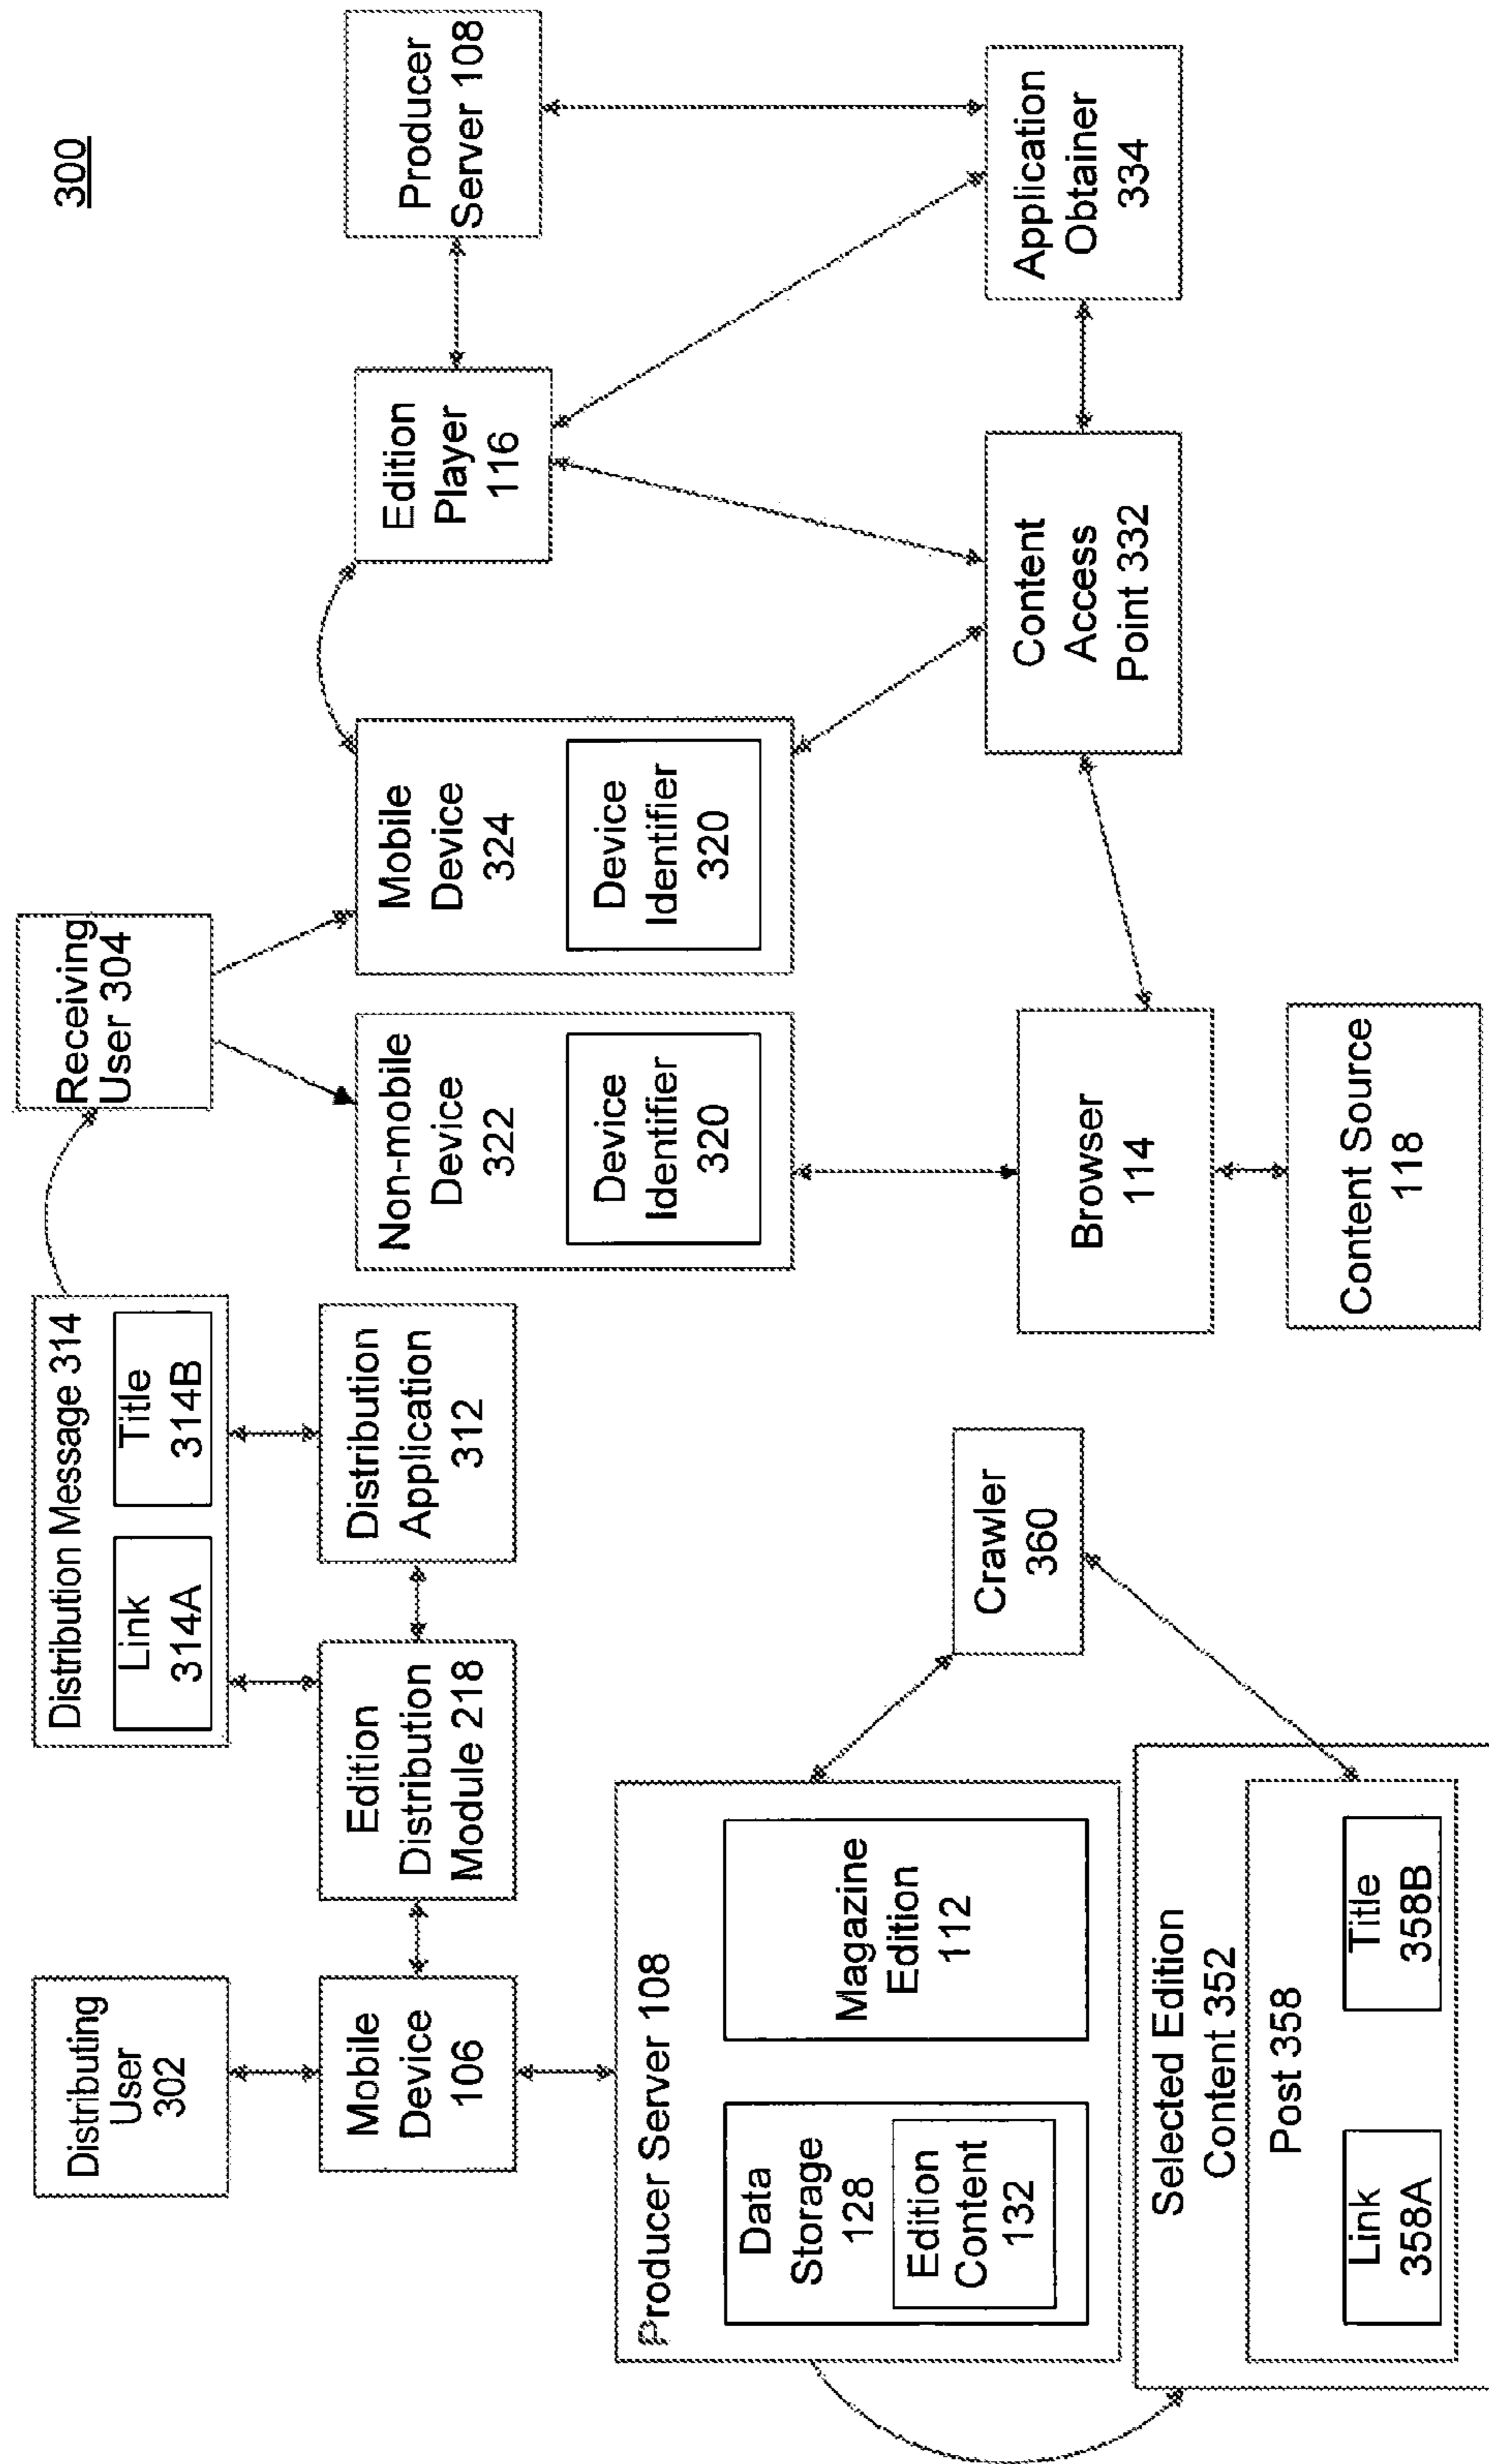 300
Distributing
User
302
Mobile
Device
106
Edition
Distribution
Module 218
Distribution
Application
312
Distribution Message 314
Link
314A
Title
314B
Receiving
User 304
Non-mobile
Device
322
Device
Identifier
320
Mobile
Device
324
Device
Identifier
320
Edition
Player
116
Producer
Server 108
Producer Server 108
Data
Storage
128
Edition
Content
132
Magazine
Edition
112
Crawler
360
Selected Edition
Content 352
Post 358
Link
358A
Title
358B
Browser
114
Content Source
118
Content
Access
Point 332
Application
Obtainer
334